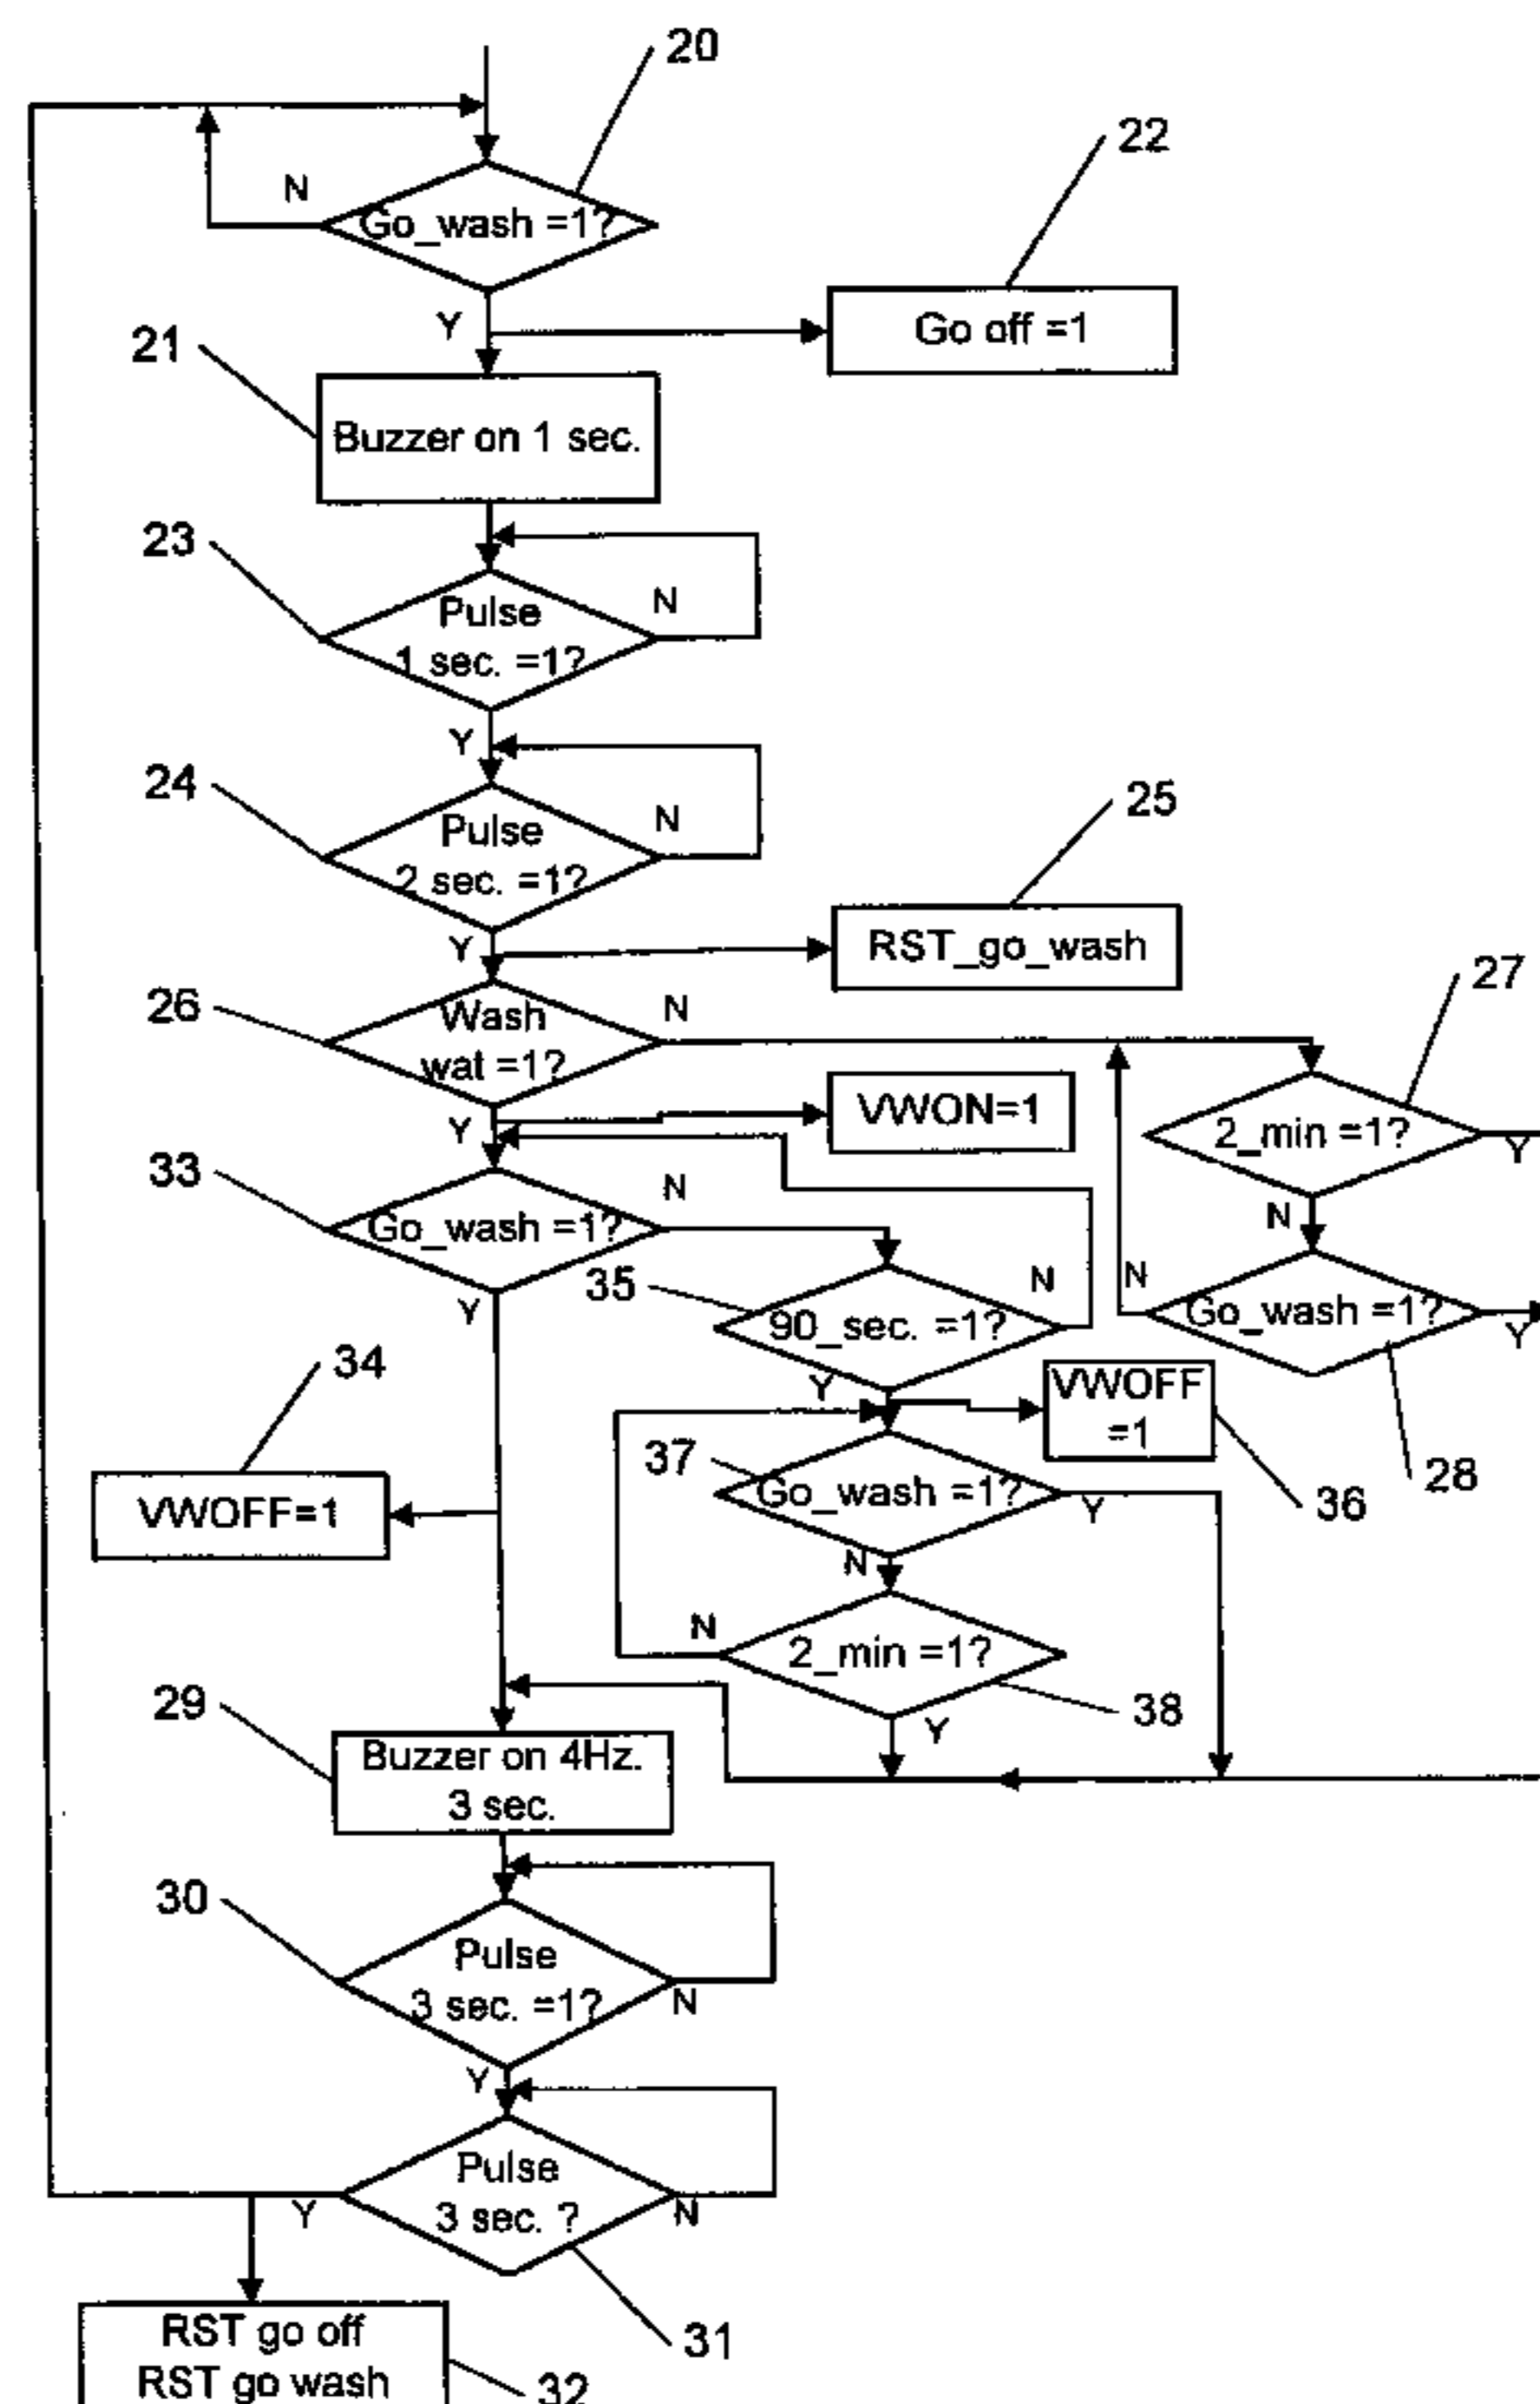 20
22
N
Go_wash =1?
Y
Go off =1
21
Buzzer on 1 sec.
23
N
Pulse
1 sec. =1?
Y
24
N
Pulse
2 sec. =1?
25
Y
RST_go_wash
27
26
N
Wash
wat =1?
VWON=1
Y
2_min =1?
Y
33
N
Go_wash =1?
N
35
N
N
90_sec. =1?
Go_wash =1?
Y
Y
34
Y
VWOFF
=1
37
28
Go_wash =1?
Y
36
VWOFF=1
N
N
2_min =1?
29
38
Y
Buzzer on 4Hz.
3 sec.
30
Pulse
3 sec. =1?
N
Y
Pulse
3 sec. ?
Y
N
31
RST go off
RST go wash
32